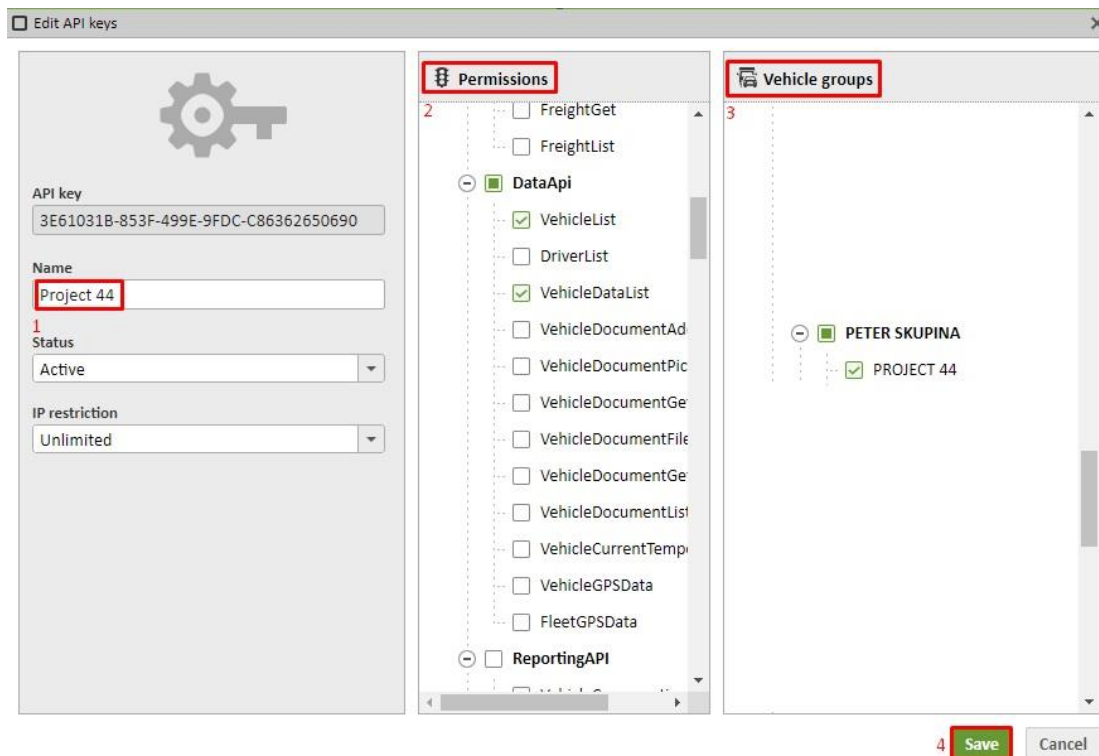 Edit API keys
API key
3E61031B-853F-499E-9FDC-C86362650690
Name
Project 44
1
Status
Active
IP restriction
Unlimited
Permissions
2
FreightGet
FreightList
DataApi
VehicleList
DriverList
VehicleDataList
VehicleDocumentAd
VehicleDocumentPic
VehicleDocumentGe
VehicleDocumentFile
VehicleDocumentGe
VehicleDocumentList
VehicleCurrentTemp
VehicleGPSData
FleetGPSData
ReportingAPI
Vehicle groups
3
PETER SKUPINA
PROJECT 44
4 Save Cancel